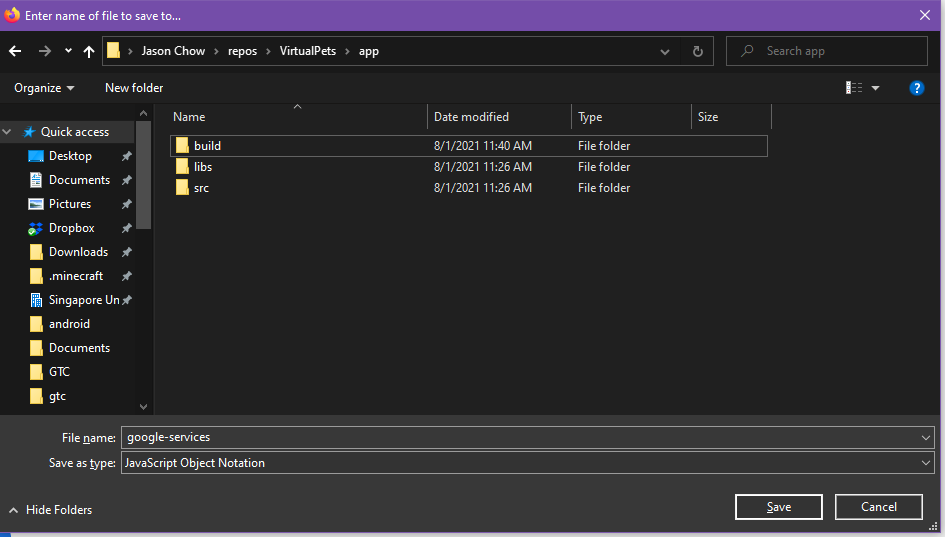 Enter name of file to save to...
Jason Chow › repos › VirtualPets › app
Search app
Organize
New folder
?
Name Date modified Type Size
Quick access
Desktop
Documents
Pictures
Dropbox
Downloads
.minecraft
Singapore Un
android
Documents
GTC
gtc
build 8/1/2021 11:40 AM File folder
libs 8/1/2021 11:26 AM File folder
src 8/1/2021 11:26 AM File folder
File name: google-services
Save as type: JavaScript Object Notation
Hide Folders
Save
Cancel